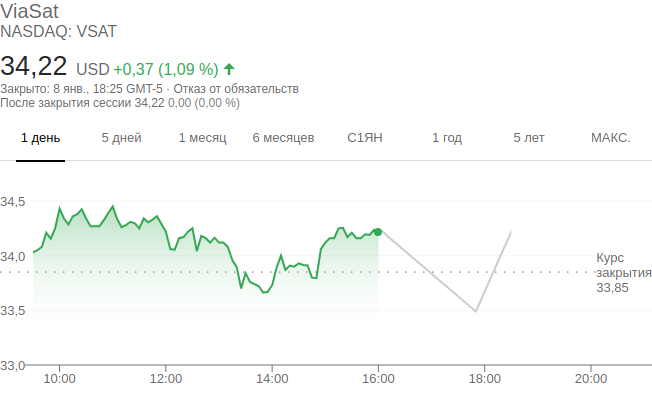 ViaSat
NASDAQ: VSAT
34,22 USD +0,37 (1,09 %)
Закрыто: 8 янв., 18:25 GMT-5 · Отказ от обязательств
После закрытия сессии 34,22 0,00 (0,00 %)
1 день 5 дней 1 месяц 6 месяцев С1ЯН 1 год 5 лет МАКС.
34,5
34,0
Курс
закрытия
33,85
33,5
33,0
10:00 12:00 14:00 16:00 18:00 20:00